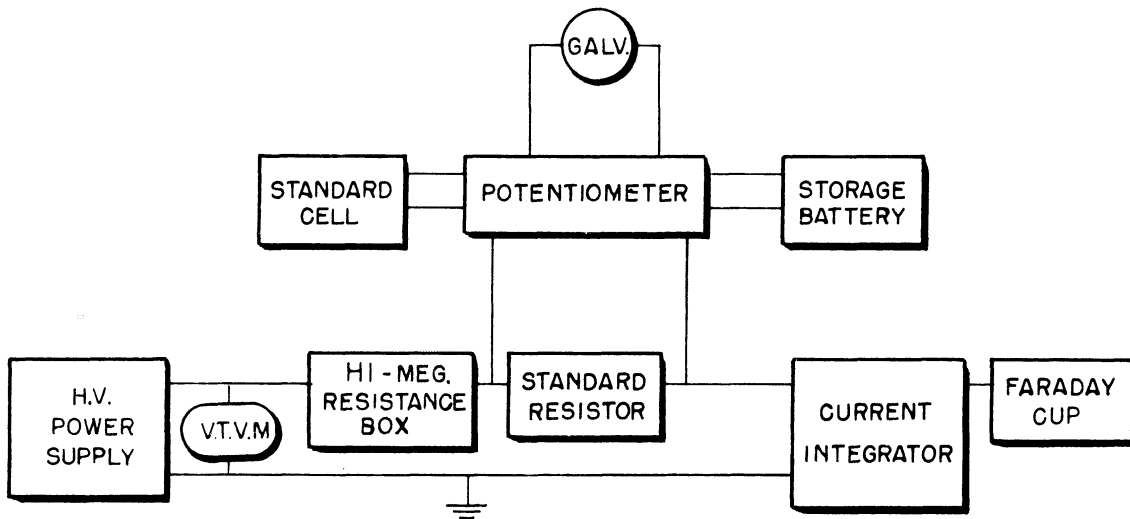 GALV.
STANDARD
CELL
POTENTIOMETER
STORAGE
BATTERY
H.V.
POWER
SUPPLY
V.T.V.M
HI-MEG.
RESISTANCE
BOX
STANDARD
RESISTOR
CURRENT
INTEGRATOR
FARADAY
CUP